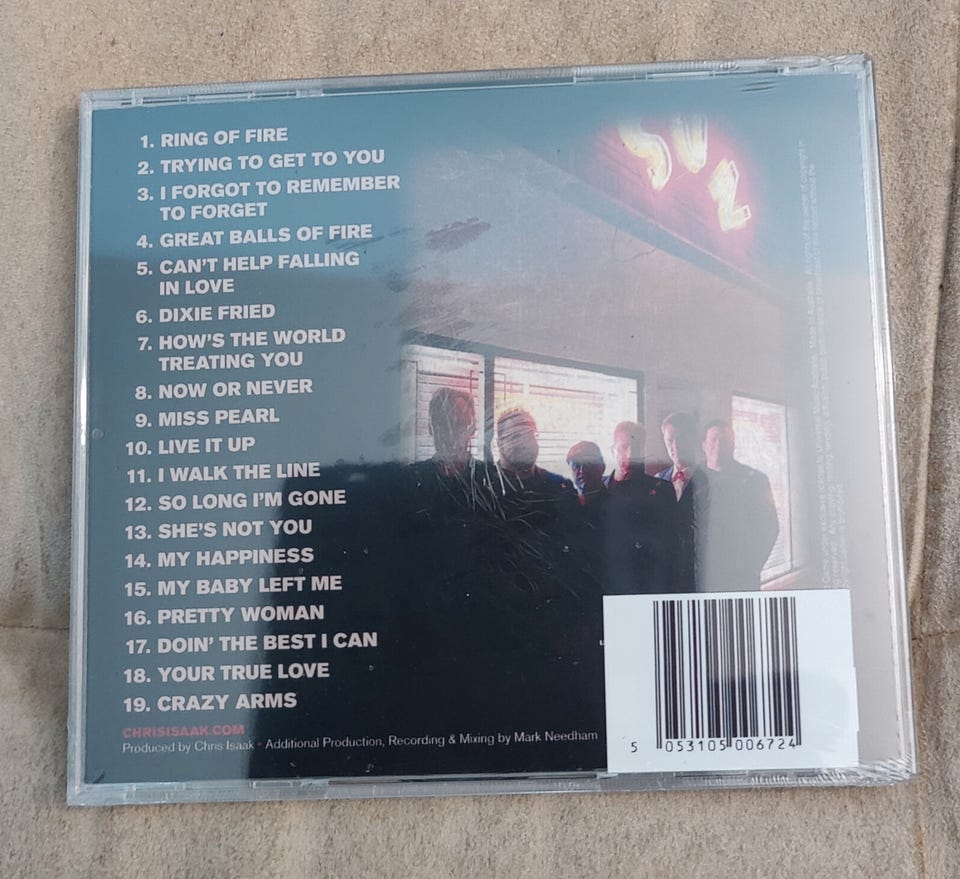 1. RING OF FIRE
2. TRYING TO GET TO YOU
3. I FORGOT TO REMEMBER
TO FORGET
4. GREAT BALLS OF FIRE
5. CAN'T HELP FALLING
IN LOVE
6. DIXIE FRIED
7. HOW'S THE WORLD
TREATING YOU
8. NOW OR NEVER
9. MISS PEARL
10. LIVE IT UP
11. I WALK THE LINE
12. SO LONG I'M GONE
13. SHE'S NOT YOU
14. MY HAPPINESS
15. MY BABY LEFT ME
16. PRETTY WOMAN
17. DOIN' THE BEST I CAN
18. YOUR TRUE LOVE
19. CRAZY ARMS
CHRISISAAK.COM
Produced by Chris Isaak • Additional Production, Recording & Mixing by Mark Needham
5 053105 006724